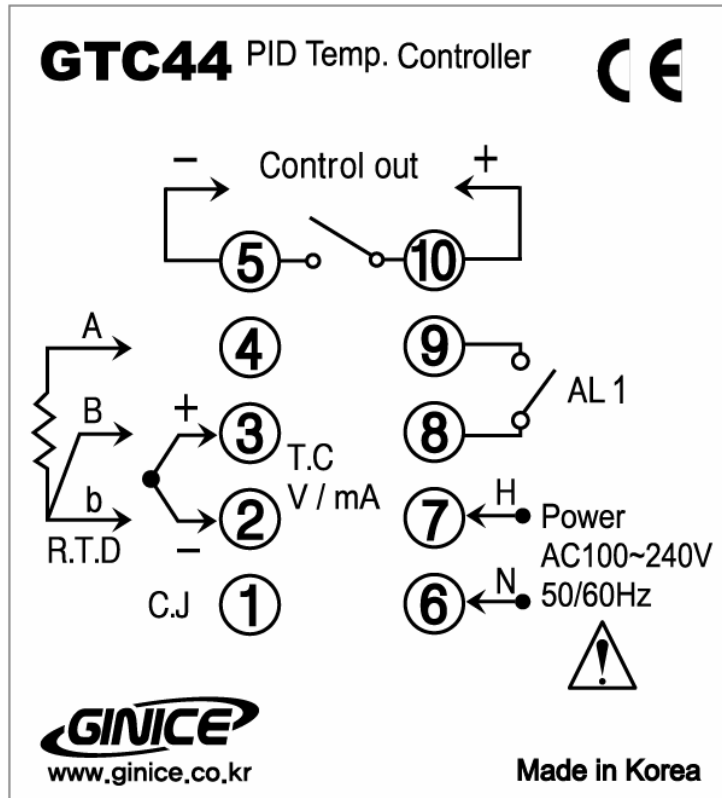 GTC44 PID Temp. Controller CE
− Control out +
5 10
A 4 9
AL 1
B + 3 8
T.C
V / mA
b − 2 7 H Power
R.T.D
AC100~240V
C.J 1 6 N 50/60Hz
!
GINICE
www.ginice.co.kr
Made in Korea